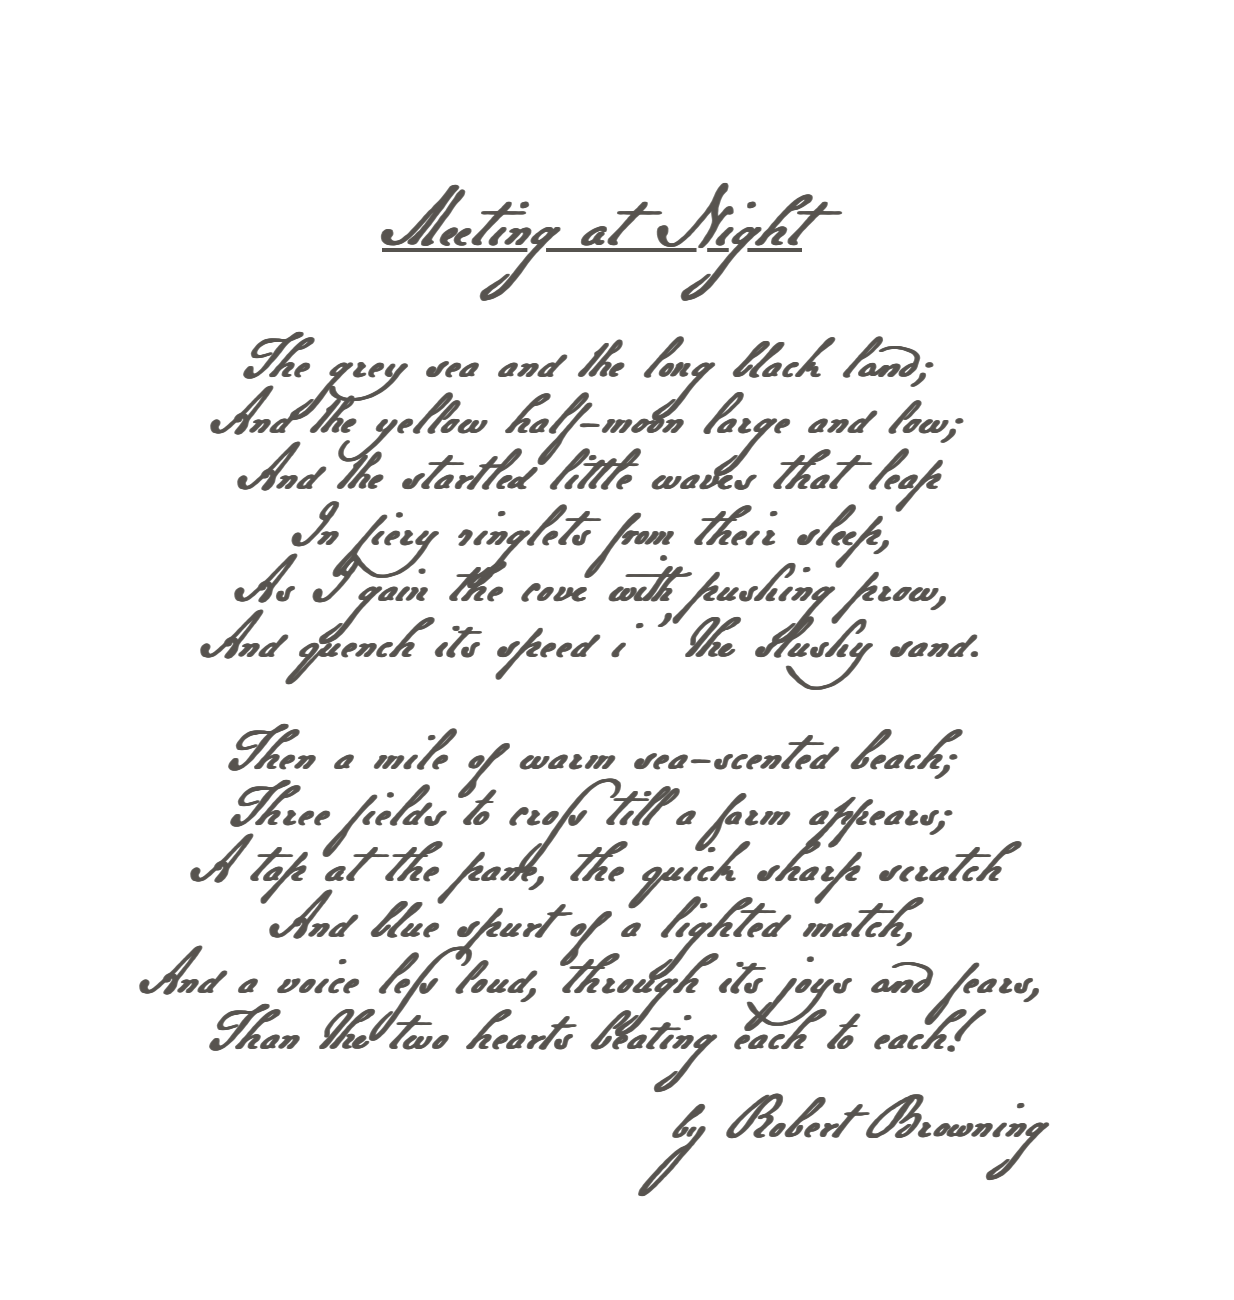 Meeting at Night
The grey sea and the long black land;
And the yellow half-moon large and low;
And the startled little waves that leap
In fiery ringlets from their sleep,
As I gain the cove with pushing prow,
And quench its speed i’ the slushy sand.
Then a mile of warm sea-scented beach;
Three fields to cross till a farm appears;
A tap at the pane, the quick sharp scratch
And blue spurt of a lighted match,
And a voice less loud, through its joys and fears,
Than the two hearts beating each to each!
by Robert Browning